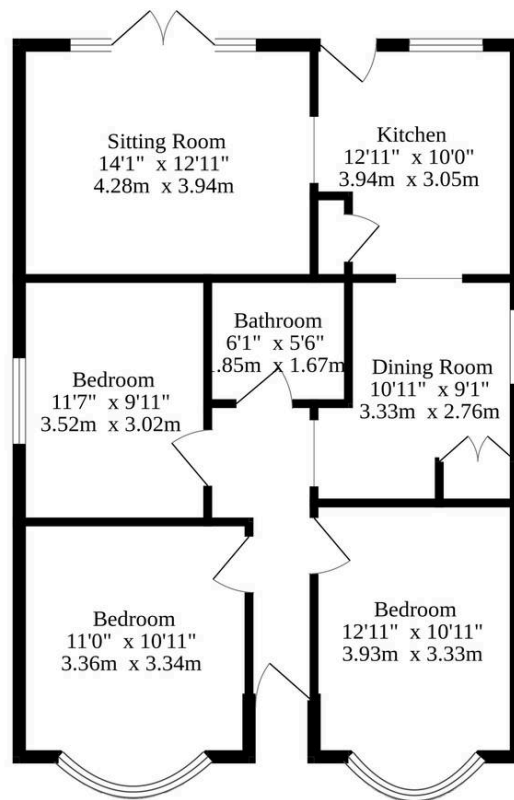 Sitting Room
14'1" x 12'11"
4.28m x 3.94m
Kitchen
12'11" x 10'0"
3.94m x 3.05m
Bathroom
6'1" x 5'6"
.85m x 1.67m
Bedroom
11'7" x 9'11"
3.52m x 3.02m
Dining Room
10'11" x 9'1"
3.33m x 2.76m
Bedroom
11'0" x 10'11"
3.36m x 3.34m
Bedroom
12'11" x 10'11"
3.93m x 3.33m